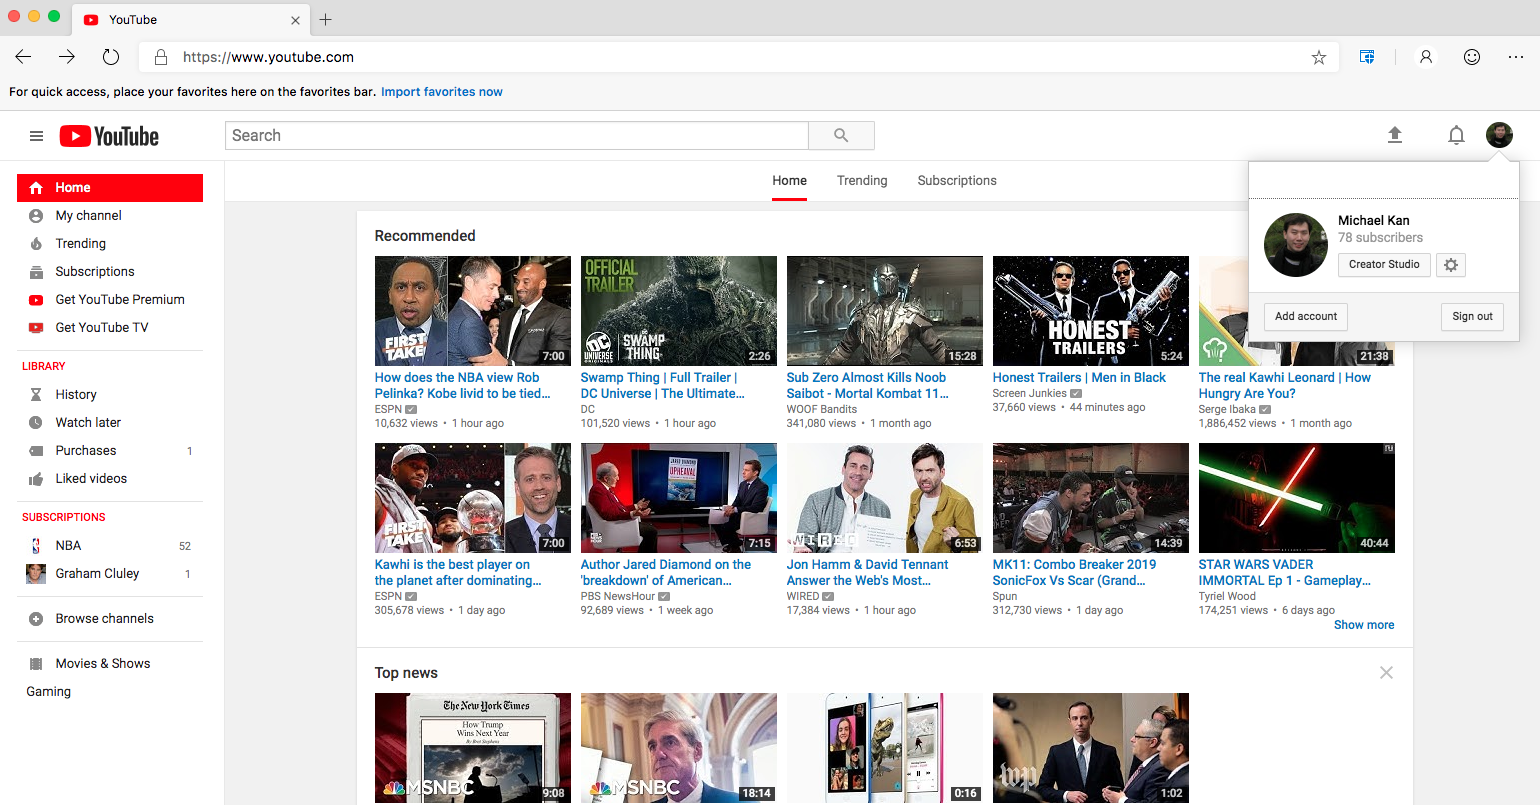 YouTube
https://www.youtube.com
For quick access, place your favorites here on the favorites bar. Import favorites now
YouTube
Search
Home
Trending
Subscriptions
Michael Kan
78 subscribers
Creator Studio
Add account
Sign out
Home
My channel
Trending
Subscriptions
Get YouTube Premium
Get YouTube TV
LIBRARY
History
Watch later
Purchases 1
Liked videos
SUBSCRIPTIONS
NBA 52
Graham Cluley 1
Browse channels
Movies & Shows
Gaming
Recommended
FIRST
TAKE
7:00
How does the NBA view Rob
Pelinka? Kobe livid to be tied...
ESPN
10,632 views • 1 hour ago
OFFICIAL
TRAILER
DC
UNIVERSE
ORIGINALS
SWAMP
THING
2:26
Swamp Thing | Full Trailer |
DC Universe | The Ultimate...
DC
101,520 views • 1 hour ago
15:28
Sub Zero Almost Kills Noob
Saibot - Mortal Kombat 11...
WOOF Bandits
341,080 views • 1 month ago
HONEST
TRAILERS
5:24
Honest Trailers | Men in Black
Screen Junkies
37,660 views • 44 minutes ago
21:38
The real Kawhi Leonard | How
Hungry Are You?
Serge Ibaka
1,886,452 views • 1 month ago
FIRST
TAKE
7:00
Kawhi is the best player on
the planet after dominating...
ESPN
305,678 views • 1 day ago
JARED DIAMOND
UPHEAVAL
PBS NEWS
HOUR
7:15
Author Jared Diamond on the
'breakdown' of American...
PBS NewsHour
92,689 views • 1 week ago
WIRED
6:53
Jon Hamm & David Tennant
Answer the Web's Most...
WIRED
17,384 views • 1 hour ago
14:39
MK11: Combo Breaker 2019
SonicFox Vs Scar (Grand...
Spun
312,730 views • 1 day ago
40:44
STAR WARS VADER
IMMORTAL Ep 1 - Gameplay...
Tyriel Wood
174,251 views • 6 days ago
Show more
Top news
The New York Times
How Trump
Wins Next Year
By Bret Stephens
MSNBC
9:08
MSNBC
18:14
0:16
wp
1:02